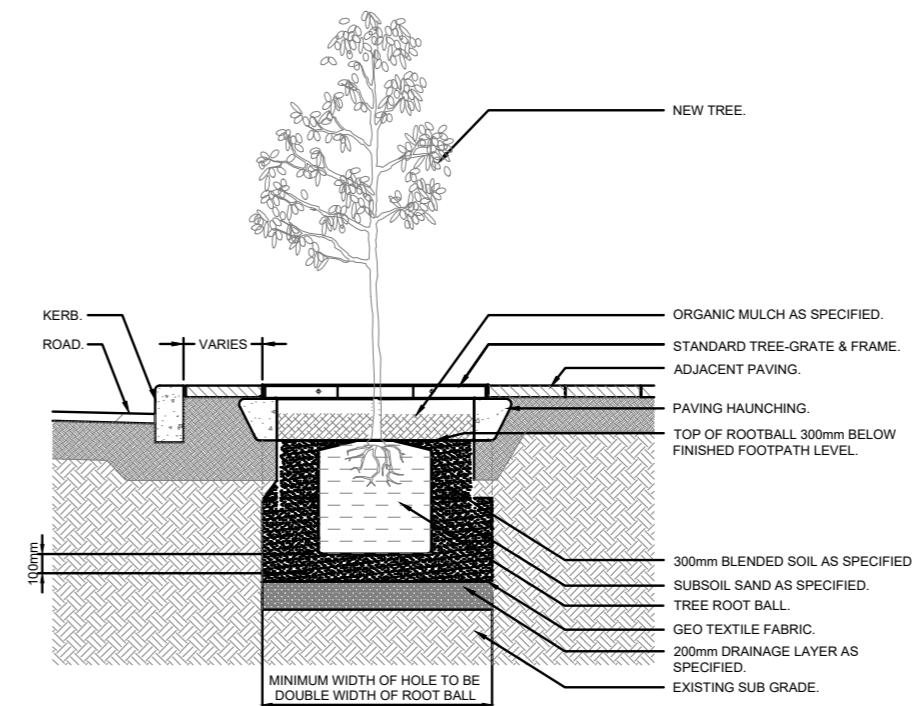 NEW TREE.
KERB.
ROAD.
VARIES
ORGANIC MULCH AS SPECIFIED.
STANDARD TREE-GRATE & FRAME.
ADJACENT PAVING.
PAVING HAUNCHING.
TOP OF ROOTBALL 300mm BELOW
FINISHED FOOTPATH LEVEL.
100mm
300mm BLENDED SOIL AS SPECIFIED
SUBSOIL SAND AS SPECIFIED.
TREE ROOT BALL.
GEO TEXTILE FABRIC.
200mm DRAINAGE LAYER AS
SPECIFIED.
EXISTING SUB GRADE.
MINIMUM WIDTH OF HOLE TO BE
DOUBLE WIDTH OF ROOT BALL